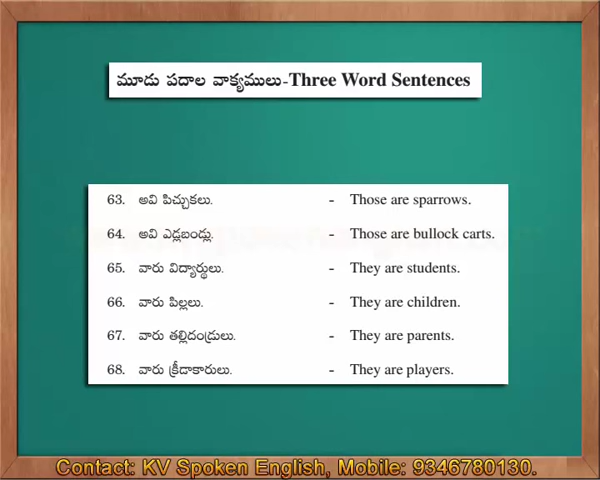 మూడు పదాల వాక్యములు-Three Word Sentences
63. అవి పిచ్చుకలు. - Those are sparrows.
64. అవి ఎడ్లబండ్లు. - Those are bullock carts.
65. వారు విద్యార్థులు. - They are students.
66. వారు పిల్లలు. - They are children.
67. వారు తల్లిదండ్రులు. - They are parents.
68. వారు క్రీడాకారులు. - They are players.
Contact: KV Spoken English, Mobile: 9346780130.